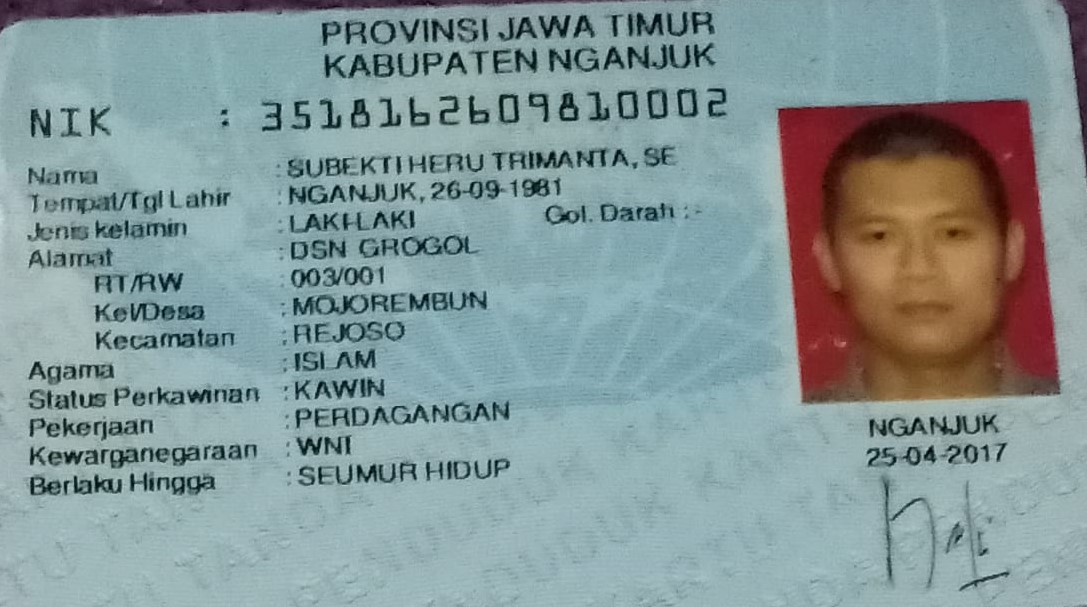 PROVINSI JAWA TIMUR
KABUPATEN NGANJUK
NIK : 3518162609810002
Nama : SUBEKTI HERU TRIMANTA, SE
Tempat/Tgl Lahir : NGANJUK, 26-09-1981
Jenis kelamin : LAKI-LAKI Gol. Darah : -
Alamat : DSN GROGOL
RT/RW : 003/001
Kel/Desa : MOJOREMBUN
Kecamatan : REJOSO
Agama : ISLAM
Status Perkawinan : KAWIN
Pekerjaan : PERDAGANGAN
Kewarganegaraan : WNI
Berlaku Hingga : SEUMUR HIDUP
NGANJUK
25-04-2017